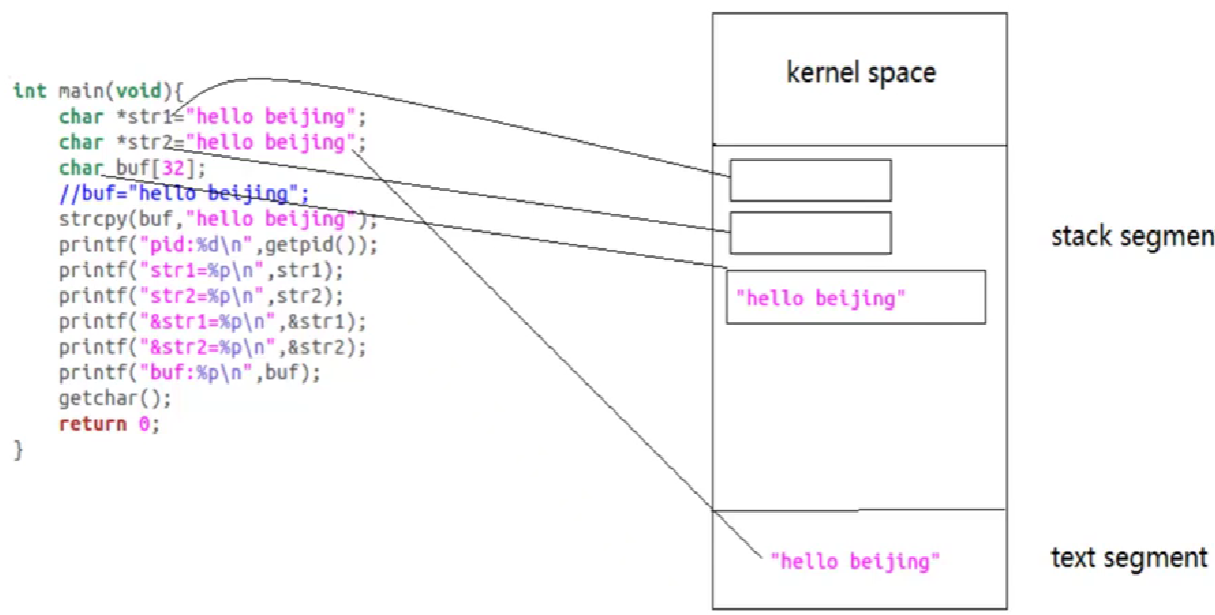 int main(void){
    char *str1="hello beijing";
    char *str2="hello beijing";
    char buf[32];
    //buf="hello beijing";
    strcpy(buf,"hello beijing");
    printf("pid:%d\n",getpid());
    printf("str1=%p\n",str1);
    printf("str2=%p\n",str2);
    printf("&str1=%p\n",&str1);
    printf("&str2=%p\n",&str2);
    printf("buf:%p\n",buf);
    getchar();
    return 0;
}
kernel space
stack segmen
"hello beijing"
"hello beijing"
text segment